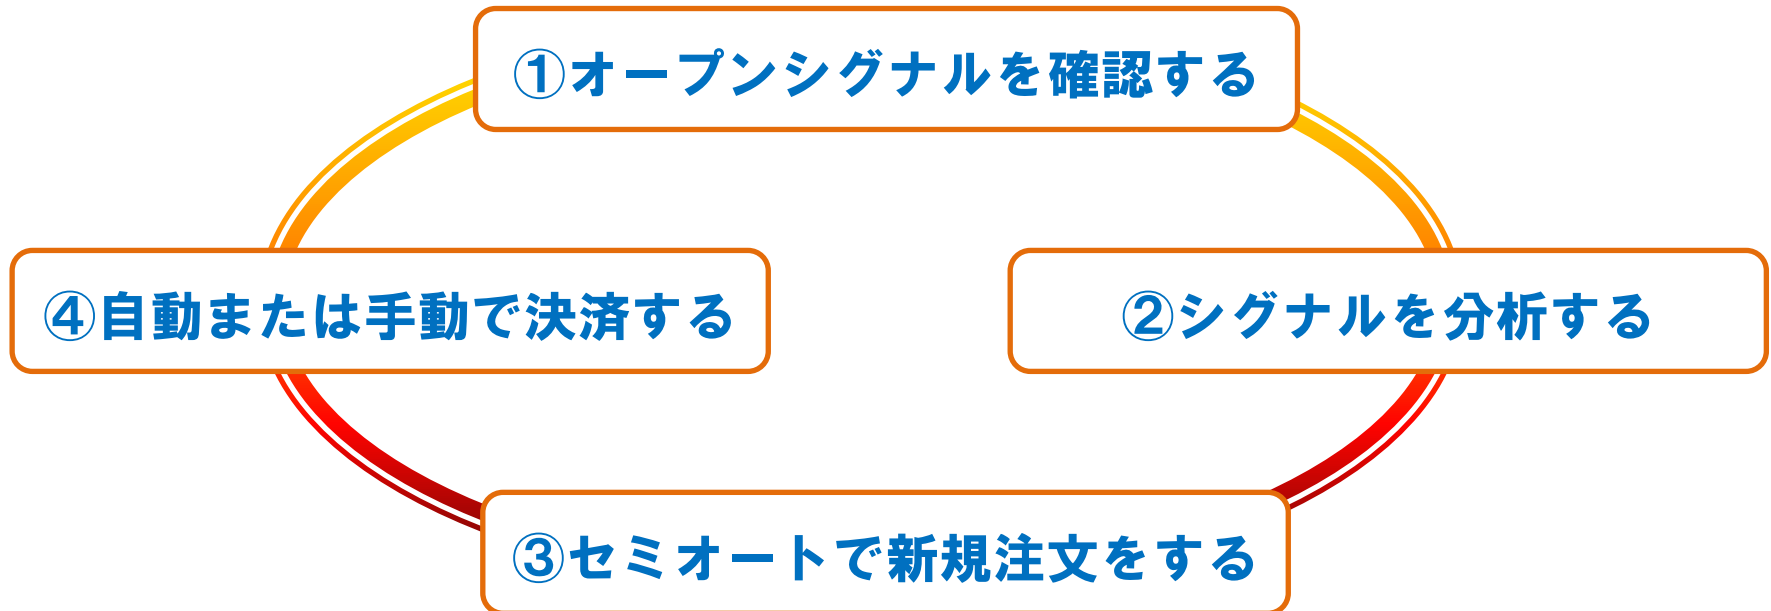 ①オープンシグナルを確認する
②シグナルを分析する
③セミオートで新規注文をする
④自動または手動で決済する